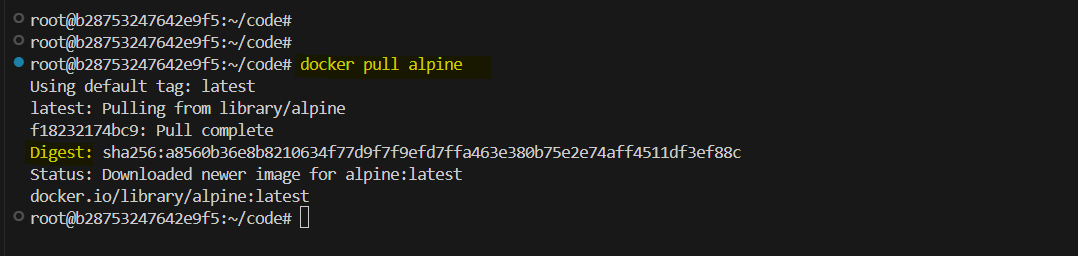 root@b28753247642e9f5:~/code#
root@b28753247642e9f5:~/code#
root@b28753247642e9f5:~/code# docker pull alpine
Using default tag: latest
latest: Pulling from library/alpine
f18232174bc9: Pull complete
Digest: sha256:a8560b36e8b8210634f77d9f7f9efd7ffa463e380b75e2e74aff4511df3ef88c
Status: Downloaded newer image for alpine:latest
docker.io/library/alpine:latest
root@b28753247642e9f5:~/code#